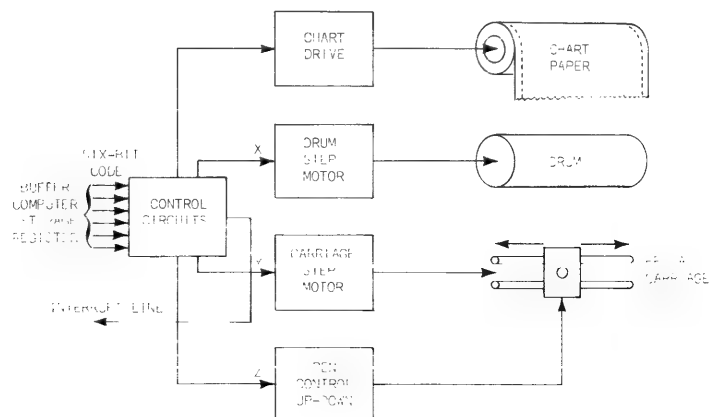 CHART
DRIVE
CHART
PAPER
SIX-BIT
CODE
BUFFER
COMPUTER
REGISTER
CONTROL
CIRCUITS
X
DRUM
STEP
MOTOR
DRUM
Y
CARRIAGE
STEP
MOTOR
CARRIAGE
INTERRUPT LINE
Z
PEN
CONTROL
UP-DOWN